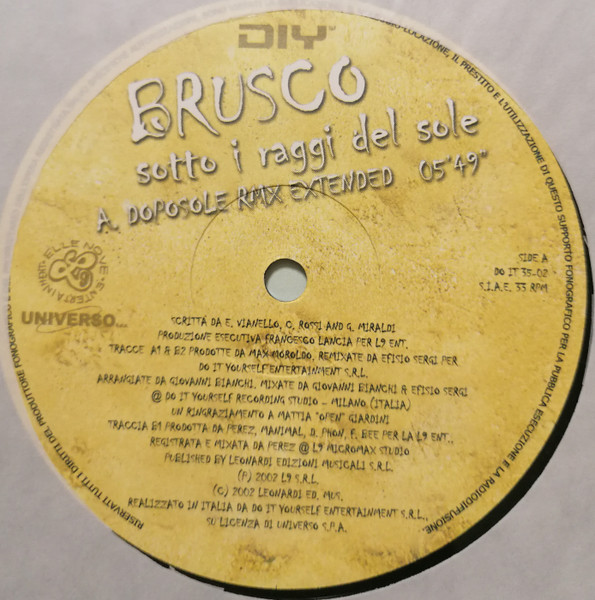 DIY
BRUSCO
sotto i raggi del sole
A. DOPOSOLE RMX EXTENDED 05'49"
SIDE A
DO IT 35-02
S.I.A.E. 33 RPM
ELLE NOVE ENTERTAINMENT
L9
UNIVERSO...
SCRITTA DA E. VIANELLO, C. ROSSI AND G. MIRALDI
PRODUZIONE ESECUTIVA FRANCESCO LANCIA PER L9 ENT.
TRACCE A1 & B2 PRODOTTE DA MAX MOROLDO, REMIXATE DA EFISIO SERGI PER
DO IT YOURSELF ENTERTAINMENT S.R.L.
ARRANGIATE DA GIOVANNI BIANCHI, MIXATE DA GIOVANNI BIANCHI & EFISIO SERGI
@ DO IT YOURSELF RECORDING STUDIO - MILANO (ITALIA)
UN RINGRAZIAMENTO A MATTIA "OPEN" GIARDINI
TRACCIA B1 PRODOTTA DA PEREZ, MANIMAL, D. PHON, F. BEE PER LA L9 ENT.,
REGISTRATA E MIXATA DA PEREZ @ L9 MICROMAX STUDIO
PUBLISHED BY LEONARDI EDIZIONI MUSICALI S.R.L.
(P) 2002 L9 S.R.L.
(C) 2002 LEONARDI ED. MUS.
REALIZZATO IN ITALIA DA DO IT YOURSELF ENTERTAINMENT S.R.L.,
SU LICENZA DI UNIVERSO S.P.A.
RISERVATI TUTTI I DIRITTI DEL PRODUTTORE FONOGRAFICO
LOCAZIONE, IL PRESTITO E L'UTILIZZAZIONE DI QUESTO SUPPORTO FONOGRAFICO PER LA PUBBLICA ESECUZIONE E LA RADIODIFFUSIONE.